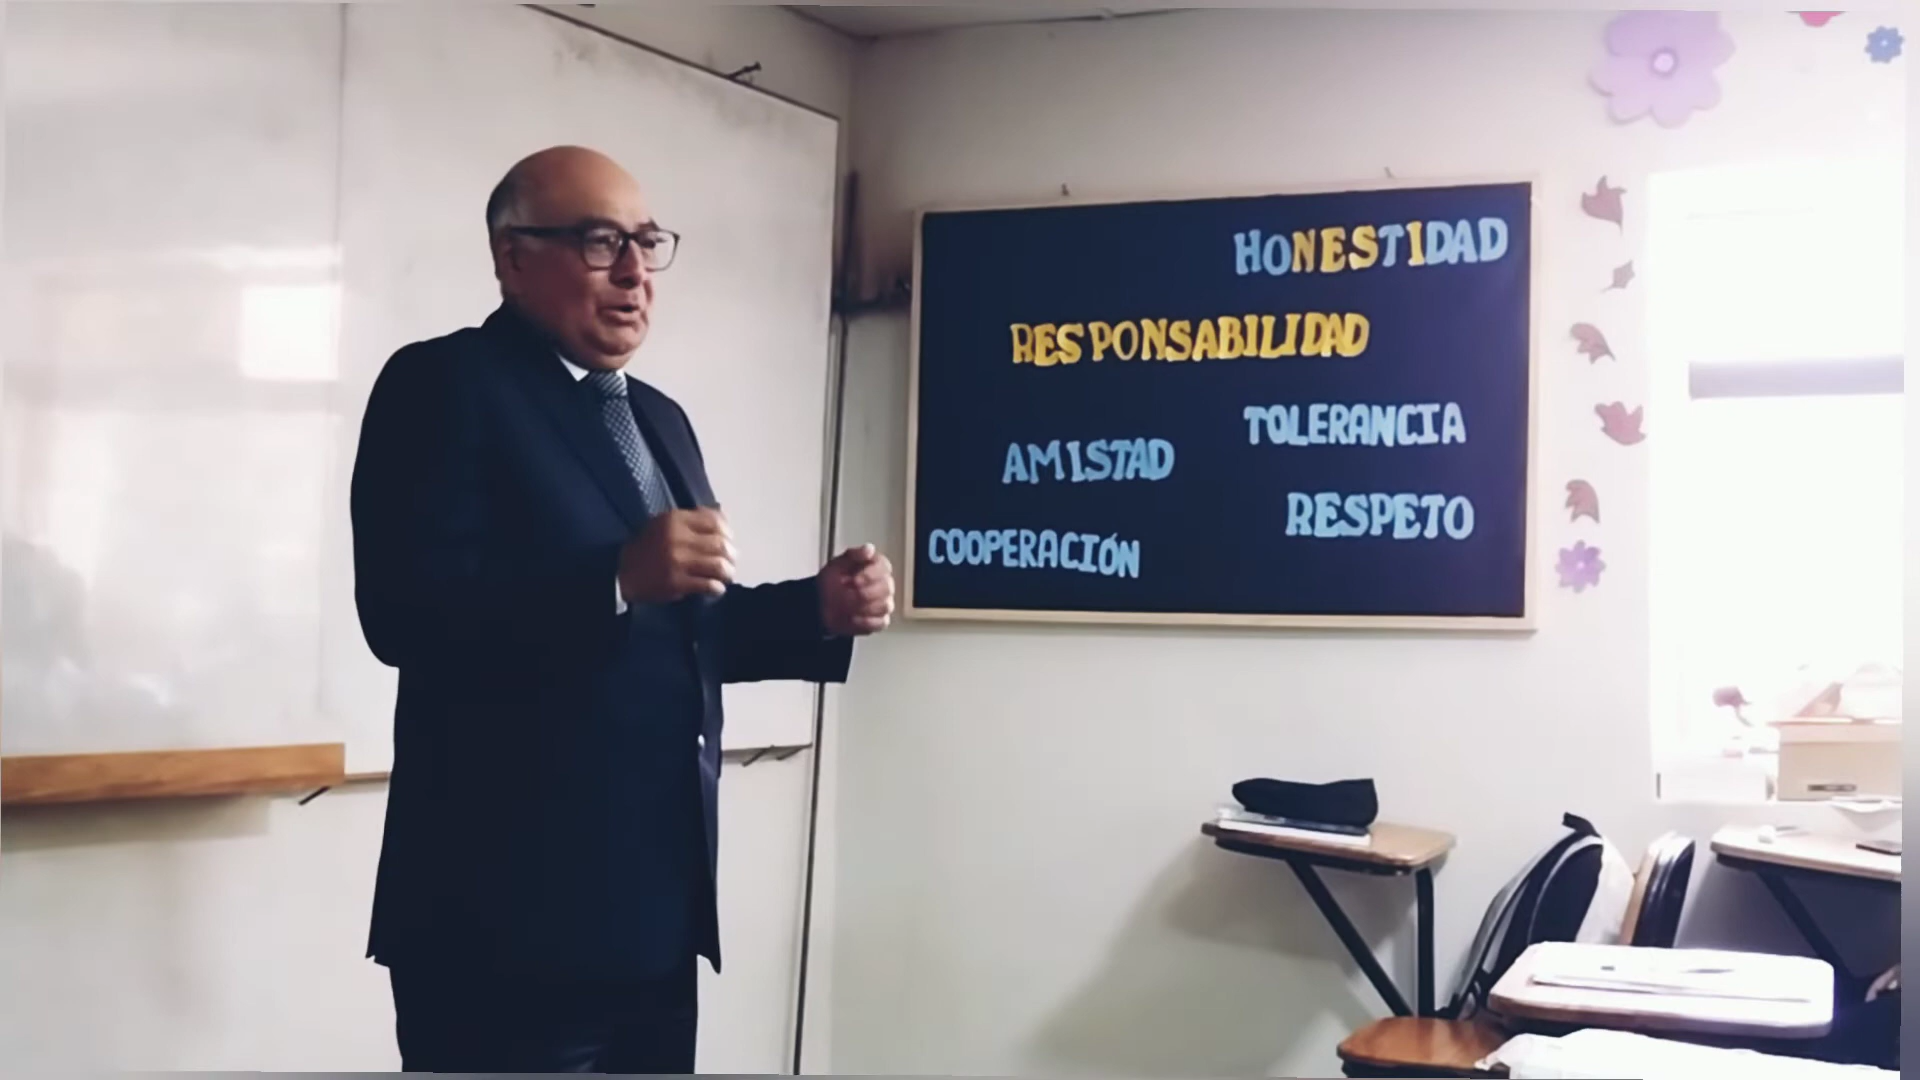 HONESTIDAD
RESPONSABILIDAD
TOLERANCIA
AMISTAD
RESPETO
COOPERACIÓN